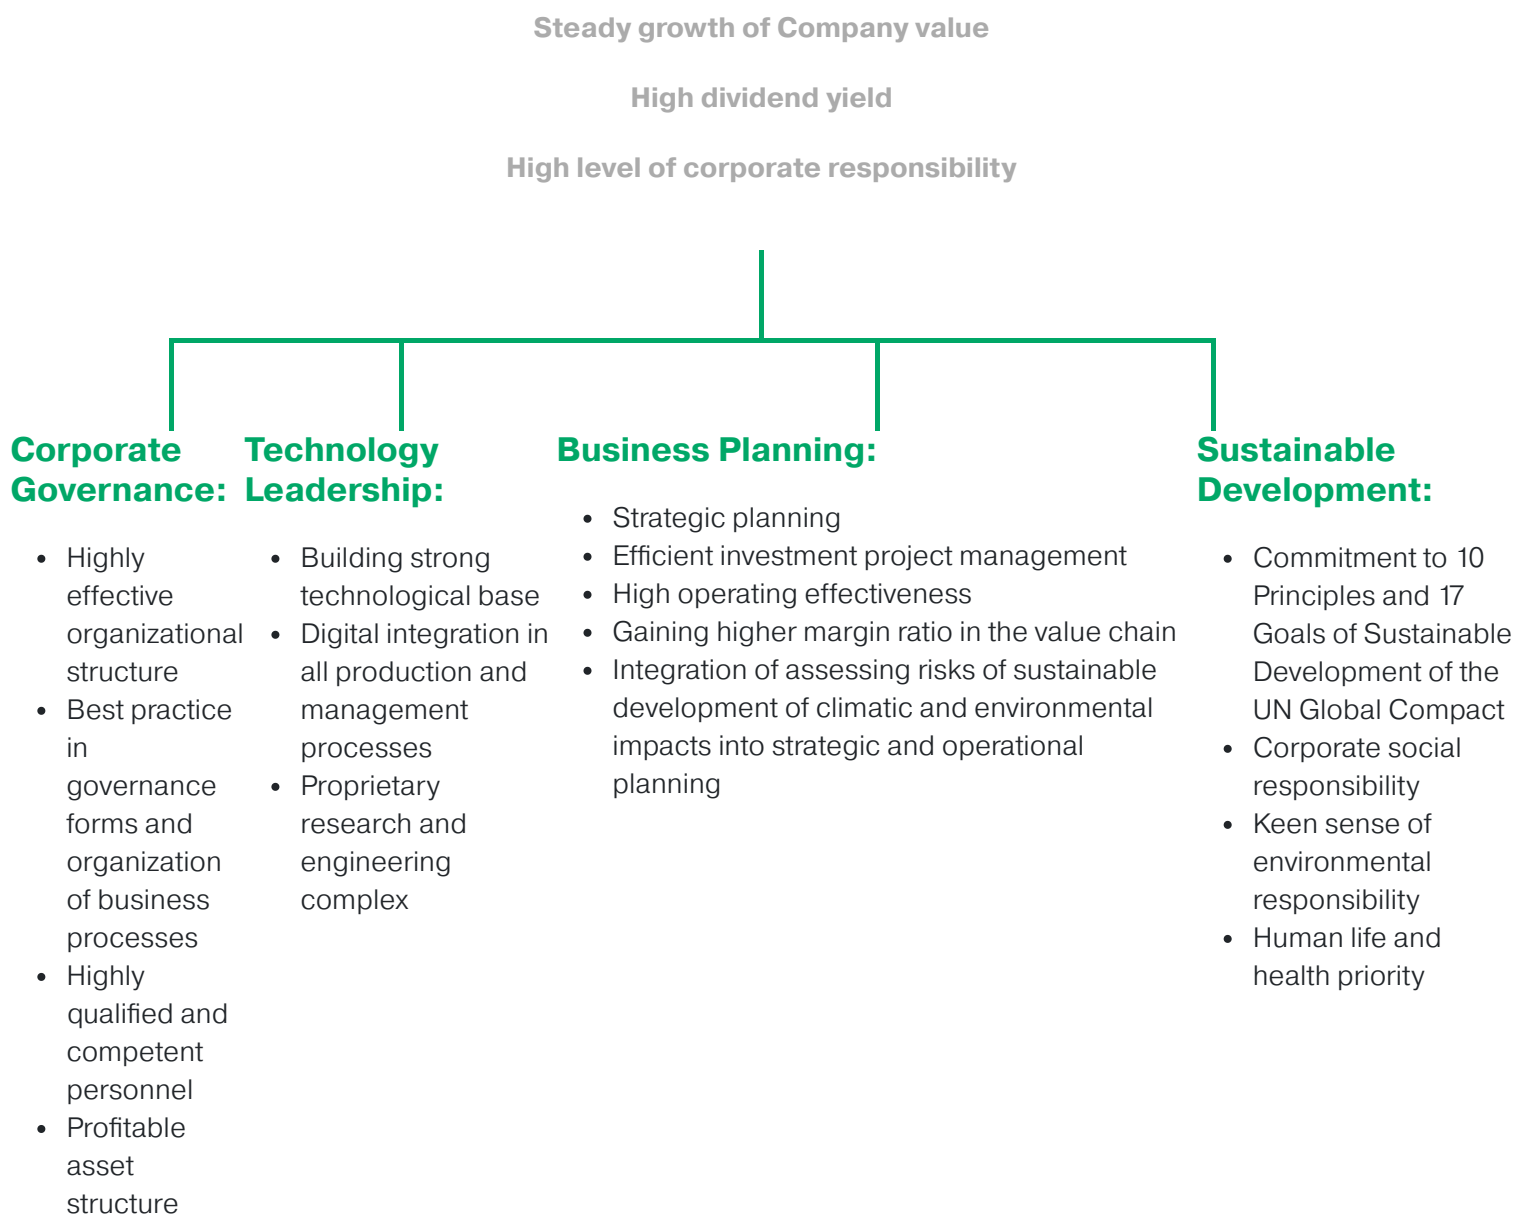 Steady growth of Company value
High dividend yield
High level of corporate responsibility
Corporate
Governance:
• Highly
effective
organizational
structure
• Best practice
in
governance
forms and
organization
of business
processes
• Highly
qualified and
competent
personnel
• Profitable
asset
structure
Technology
Leadership:
• Building strong
technological base
• Digital integration in
all production and
management
processes
• Proprietary
research and
engineering
complex
Business Planning:
• Strategic planning
• Efficient investment project management
• High operating effectiveness
• Gaining higher margin ratio in the value chain
• Integration of assessing risks of sustainable
development of climatic and environmental
impacts into strategic and operational
planning
Sustainable
Development:
• Commitment to 10
Principles and 17
Goals of Sustainable
Development of the
UN Global Compact
• Corporate social
responsibility
• Keen sense of
environmental
responsibility
• Human life and
health priority